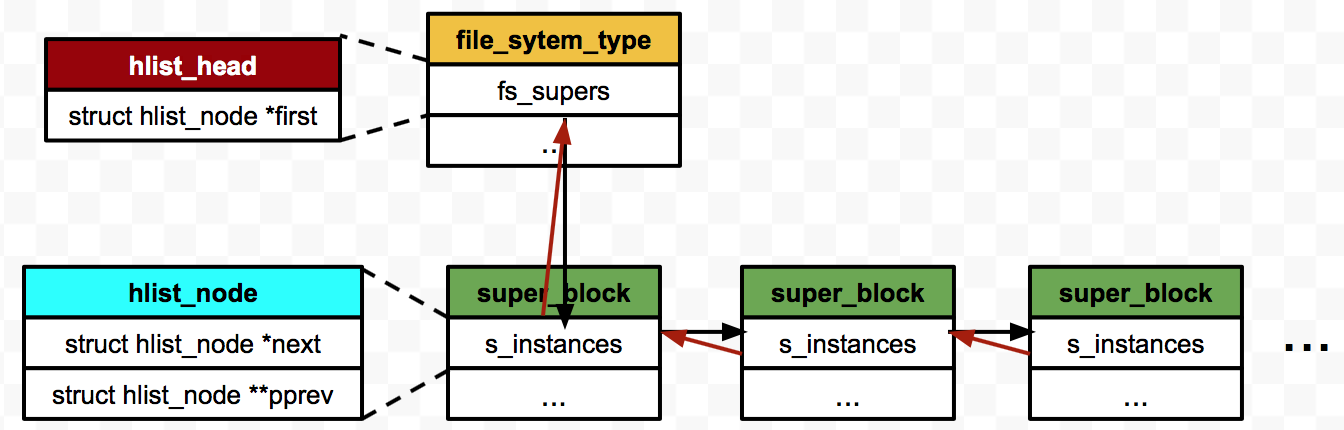 file_sytem_type
hlist_head
fs_supers
struct hlist_node *first
...
hlist_node
super_block
super_block
super_block
struct hlist_node *next
s_instances
s_instances
s_instances
...
struct hlist_node **pprev
...
...
...